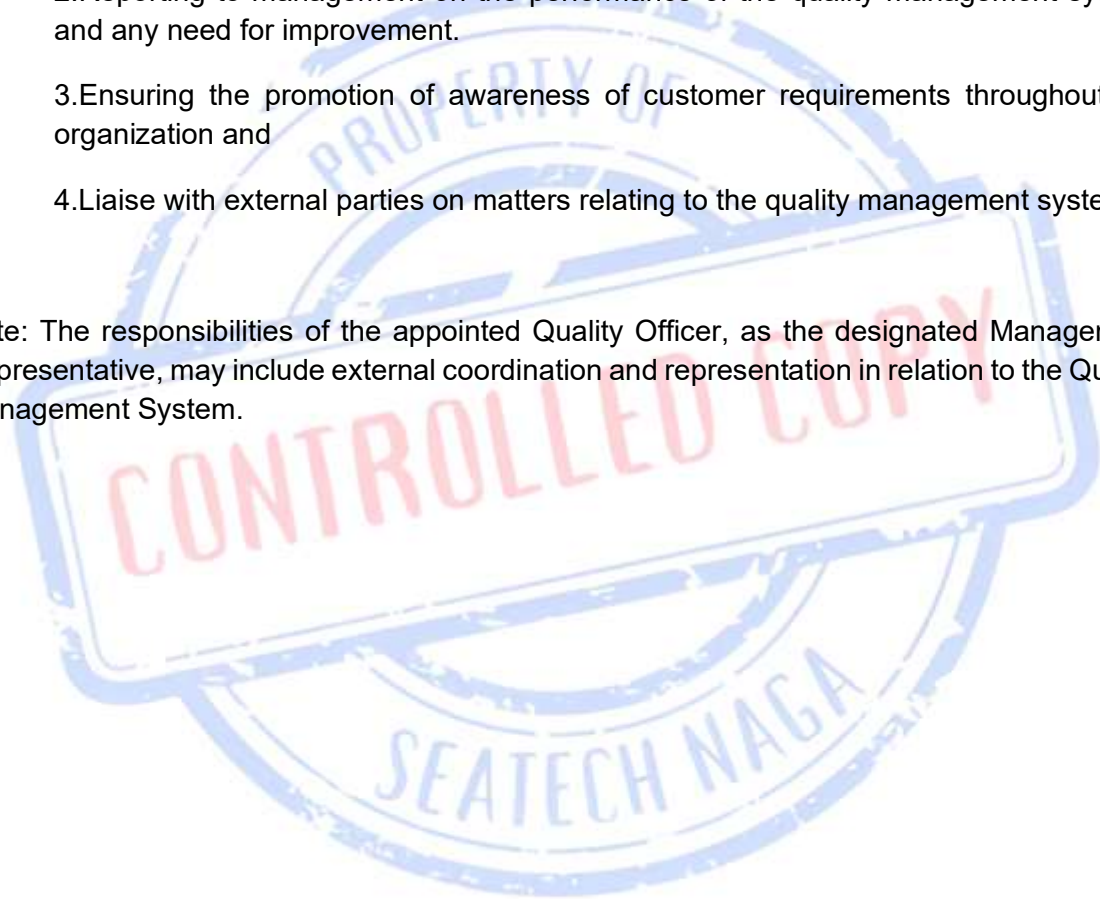 and any need for improvement.
3.Ensuring the promotion of awareness of customer requirements throughout
organization and
4.Liaise with external parties on matters relating to the quality management syste
te: The responsibilities of the appointed Quality Officer, as the designated Manager
presentative, may include external coordination and representation in relation to the Qu
nagement System.
PROPERTY OF
CONTROLLED COPY
SEATECH NAGA